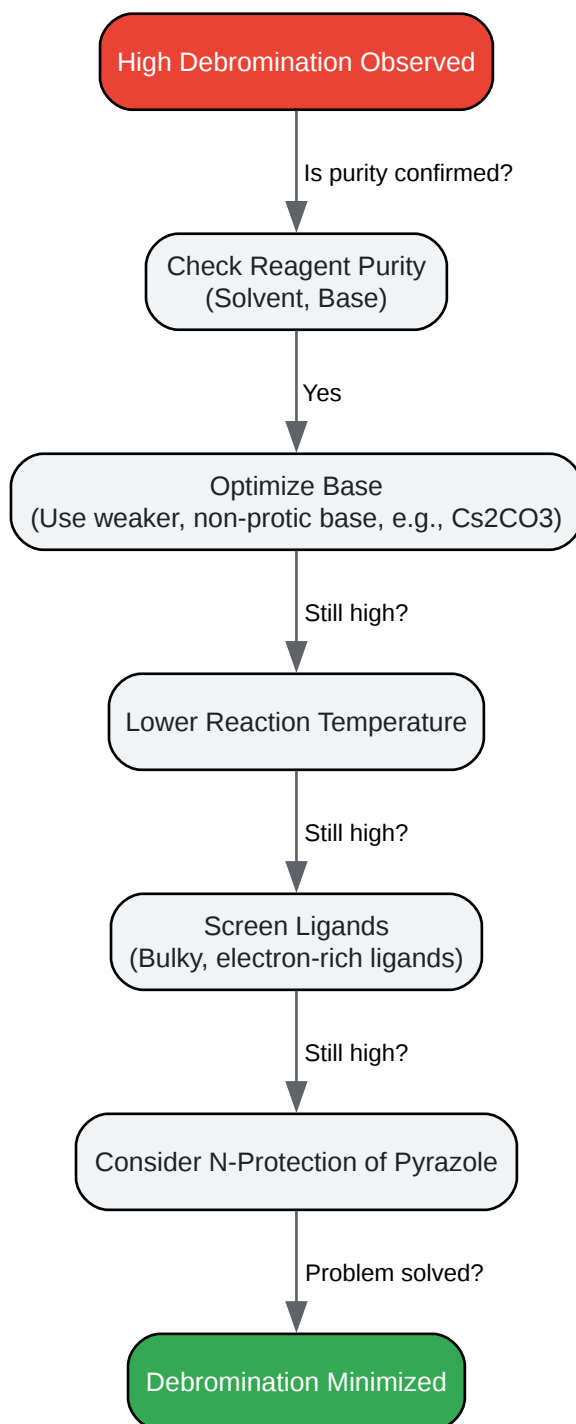 High Debromination Observed
Is purity confirmed?
Check Reagent Purity
(Solvent, Base)
Yes
Optimize Base
(Use weaker, non-protic base, e.g., Cs2CO3)
Still high?
Lower Reaction Temperature
Still high?
Screen Ligands
(Bulky, electron-rich ligands)
Still high?
Consider N-Protection of Pyrazole
Problem solved?
Debromination Minimized